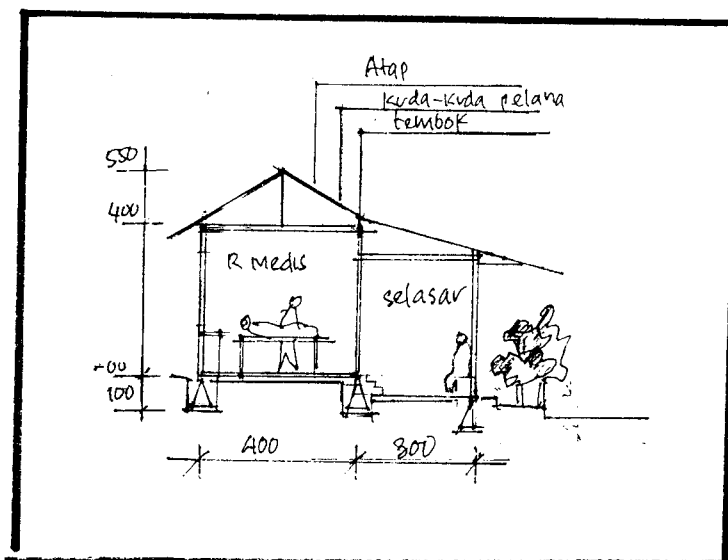 Atap
kuda-kuda pelana
tembok
550
400
R Medis
selasar
±00
100
400
300